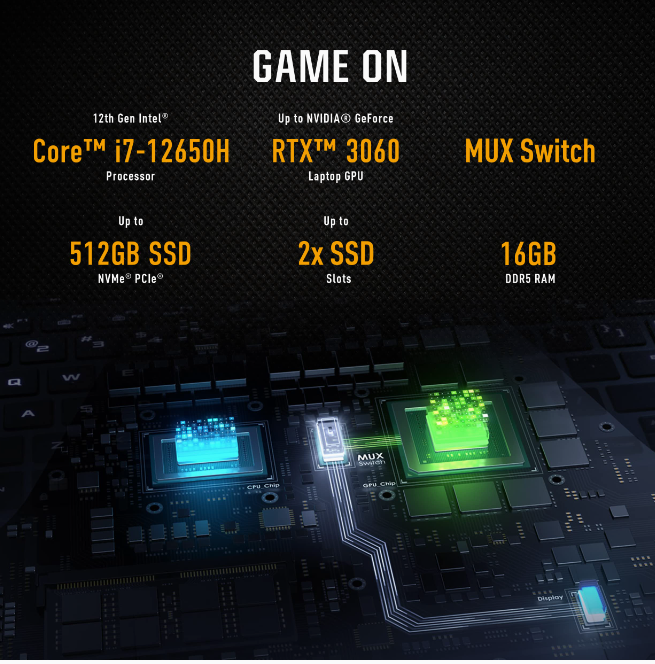 GAME ON
12th Gen Intel®
Core™ i7-12650H
Processor
Up to NVIDIA® GeForce
RTX™ 3060
Laptop GPU
MUX Switch
Up to
512GB SSD
NVMe® PCIe®
Up to
2x SSD
Slots
16GB
DDR5 RAM
@2
#3
Q
W
A
S
Z
MUX
Switch
CPU Chip
GPU Chip
Display